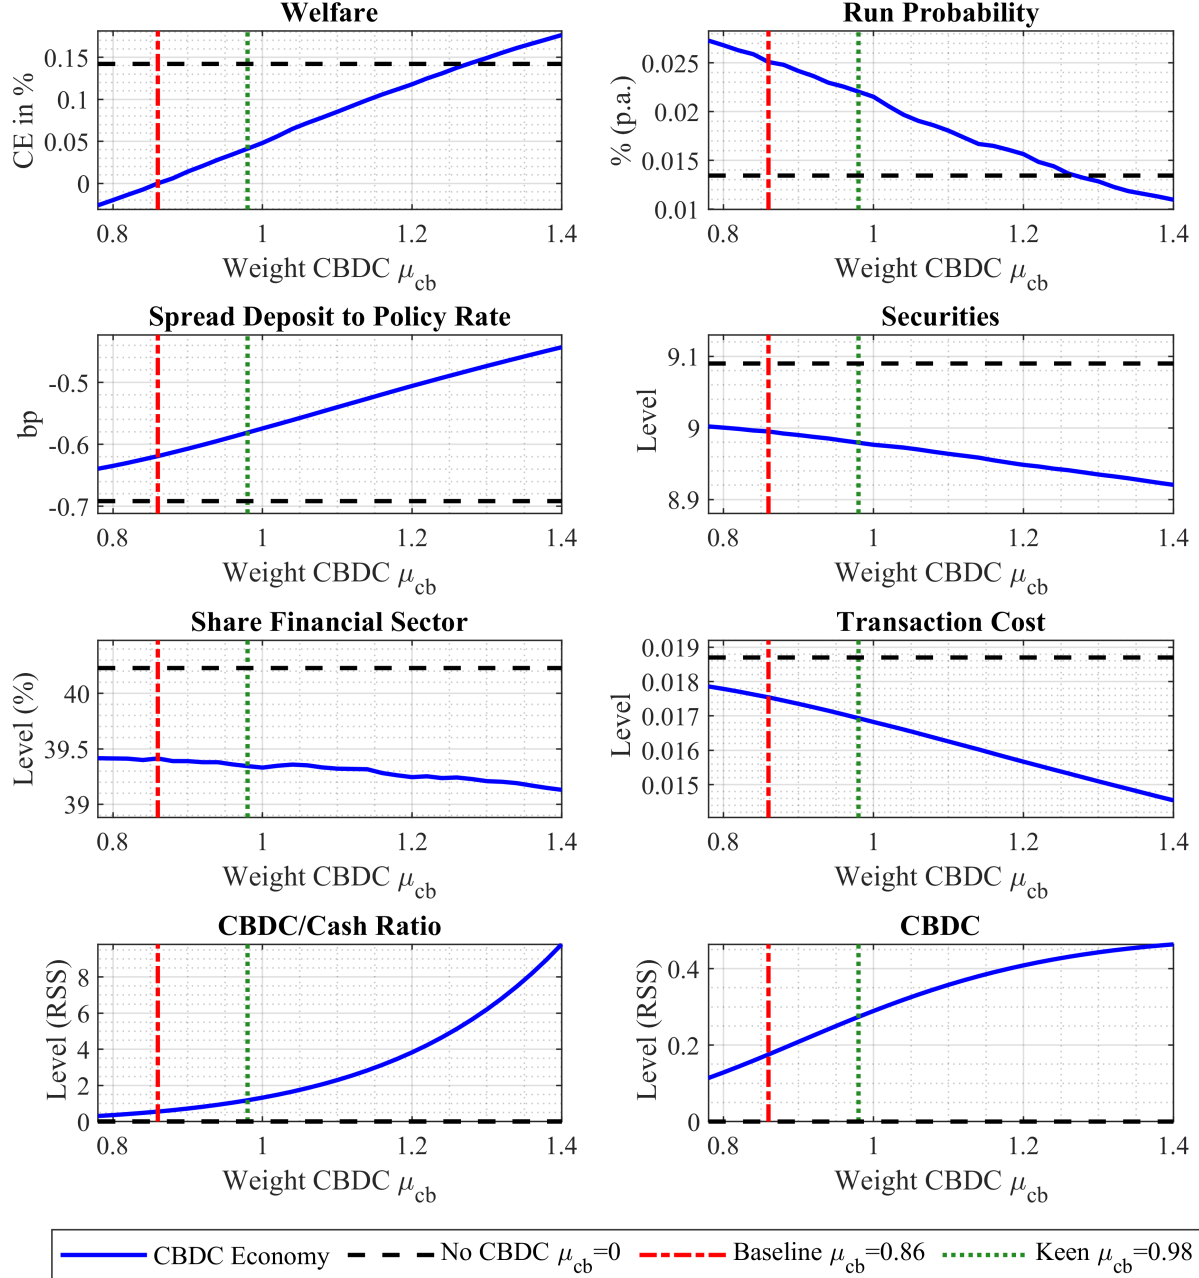 Welfare
CE in %
0.15
0.1
0.05
0
0.8 1 1.2 1.4
Weight CBDC μcb
Run Probability
% (p.a.)
0.025
0.02
0.015
0.01
0.8 1 1.2 1.4
Weight CBDC μcb
Spread Deposit to Policy Rate
bp
-0.5
-0.6
-0.7
0.8 1 1.2 1.4
Weight CBDC μcb
Securities
Level
9.1
9
8.9
0.8 1 1.2 1.4
Weight CBDC μcb
Share Financial Sector
Level (%)
40
39.5
39
0.8 1 1.2 1.4
Weight CBDC μcb
Transaction Cost
Level
0.019
0.018
0.017
0.016
0.015
0.8 1 1.2 1.4
Weight CBDC μcb
CBDC/Cash Ratio
Level (RSS)
8
6
4
2
0
0.8 1 1.2 1.4
Weight CBDC μcb
CBDC
Level (RSS)
0.4
0.2
0
0.8 1 1.2 1.4
Weight CBDC μcb
CBDC Economy No CBDC μcb=0 Baseline μcb=0.86 Keen μcb=0.98